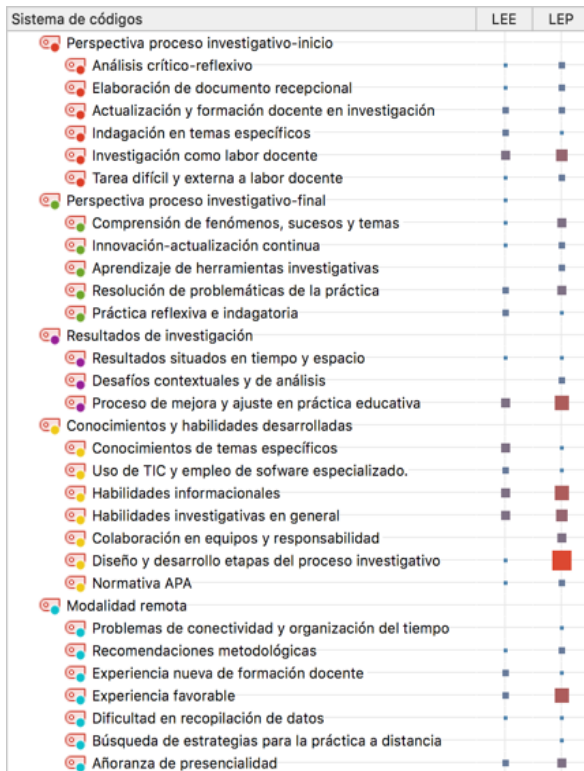 Sistema de códigos LEE LEP
Perspectiva proceso investigativo-inicio
Análisis crítico-reflexivo
Elaboración de documento recepcional
Actualización y formación docente en investigación
Indagación en temas específicos
Investigación como labor docente
Tarea difícil y externa a labor docente
Perspectiva proceso investigativo-final
Comprensión de fenómenos, sucesos y temas
Innovación-actualización continua
Aprendizaje de herramientas investigativas
Resolución de problemáticas de la práctica
Práctica reflexiva e indagatoria
Resultados de investigación
Resultados situados en tiempo y espacio
Desafíos contextuales y de análisis
Proceso de mejora y ajuste en práctica educativa
Conocimientos y habilidades desarrolladas
Conocimientos de temas específicos
Uso de TIC y empleo de sofware especializado.
Habilidades informacionales
Habilidades investigativas en general
Colaboración en equipos y responsabilidad
Diseño y desarrollo etapas del proceso investigativo
Normativa APA
Modalidad remota
Problemas de conectividad y organización del tiempo
Recomendaciones metodológicas
Experiencia nueva de formación docente
Experiencia favorable
Dificultad en recopilación de datos
Búsqueda de estrategias para la práctica a distancia
Añoranza de presencialidad